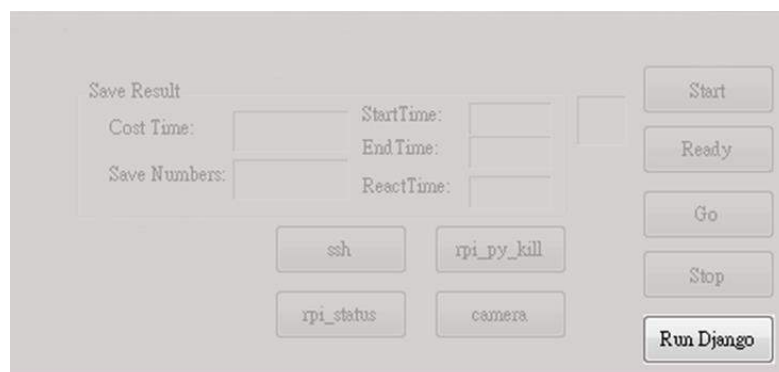 Save Result
Cost Time:
Save Numbers:
StartTime:
EndTime:
ReactTime:
Start
Ready
Go
Stop
Run Django
ssh
rpi_py_kill
rpi_status
camera